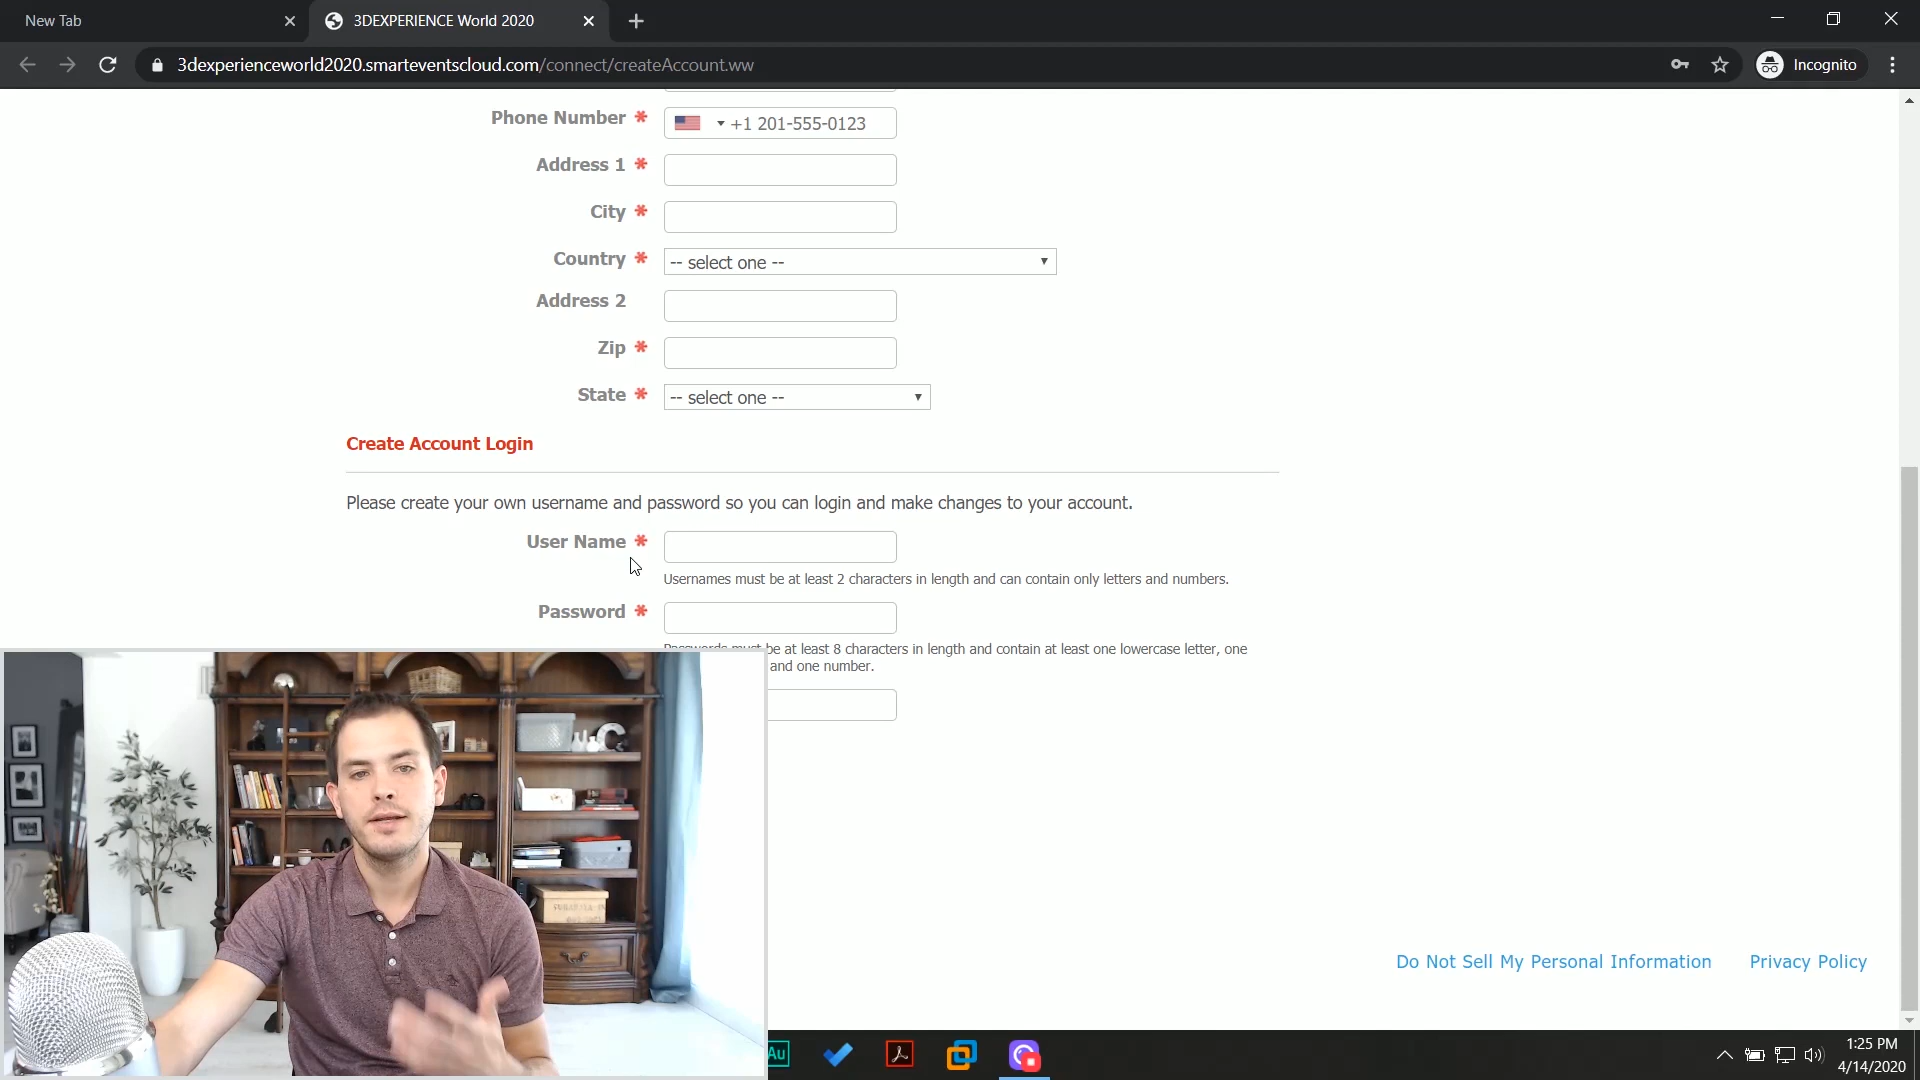 New Tab
3DEXPERIENCE World 2020
3dexperienceworld2020.smarteventscloud.com/connect/createAccount.ww
Incognito
Phone Number *
+1 201-555-0123
Address 1 *
City *
Country *
-- select one --
Address 2
Zip *
State *
-- select one --
Create Account Login
Please create your own username and password so you can login and make changes to your account.
User Name *
Usernames must be at least 2 characters in length and can contain only letters and numbers.
Password *
Passwords must be at least 8 characters in length and contain at least one lowercase letter, one
and one number.
C
Do Not Sell My Personal Information
Privacy Policy
Au
1:25 PM
4/14/2020